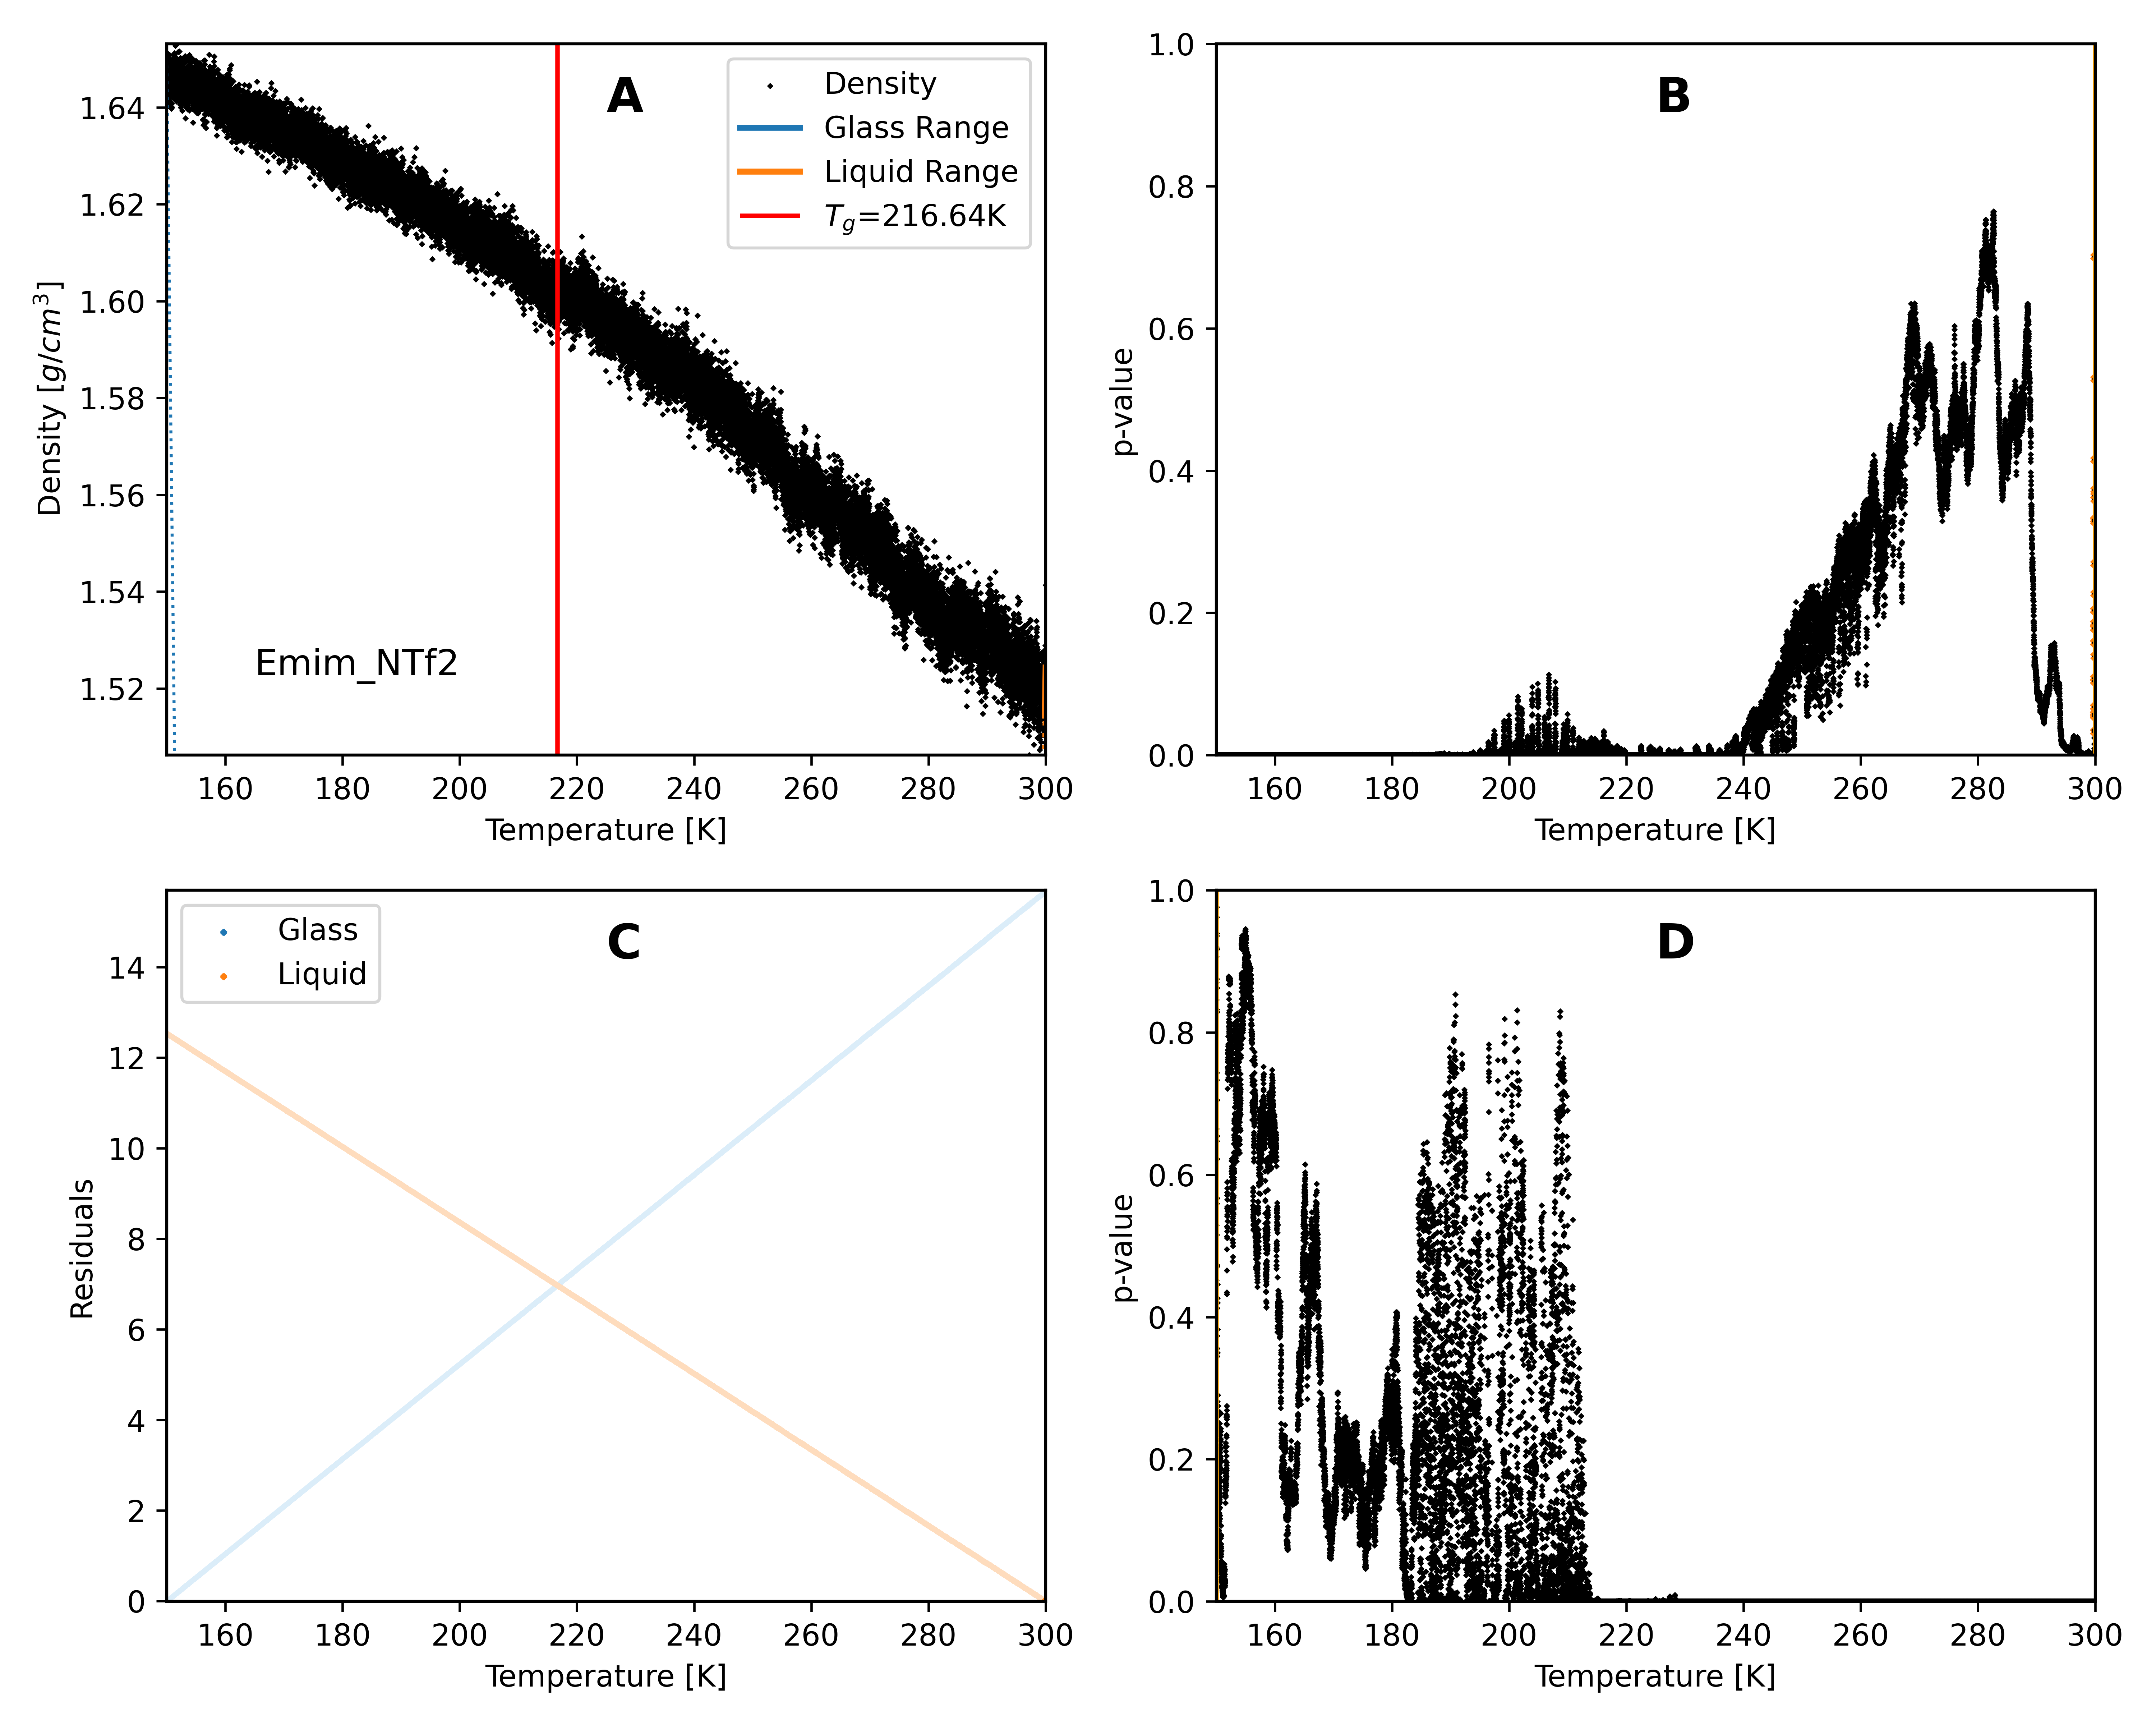 A
Density
Glass Range
Liquid Range
T_g=216.64K
1.64
1.62
1.60
1.58
1.56
1.54
1.52
Density [g/cm^3]
Emim_NTf2
160 180 200 220 240 260 280 300
Temperature [K]
B
1.0
0.8
0.6
0.4
0.2
0.0
p-value
160 180 200 220 240 260 280 300
Temperature [K]
C
Glass
Liquid
14
12
10
8
6
4
2
0
Residuals
160 180 200 220 240 260 280 300
Temperature [K]
D
1.0
0.8
0.6
0.4
0.2
0.0
p-value
160 180 200 220 240 260 280 300
Temperature [K]